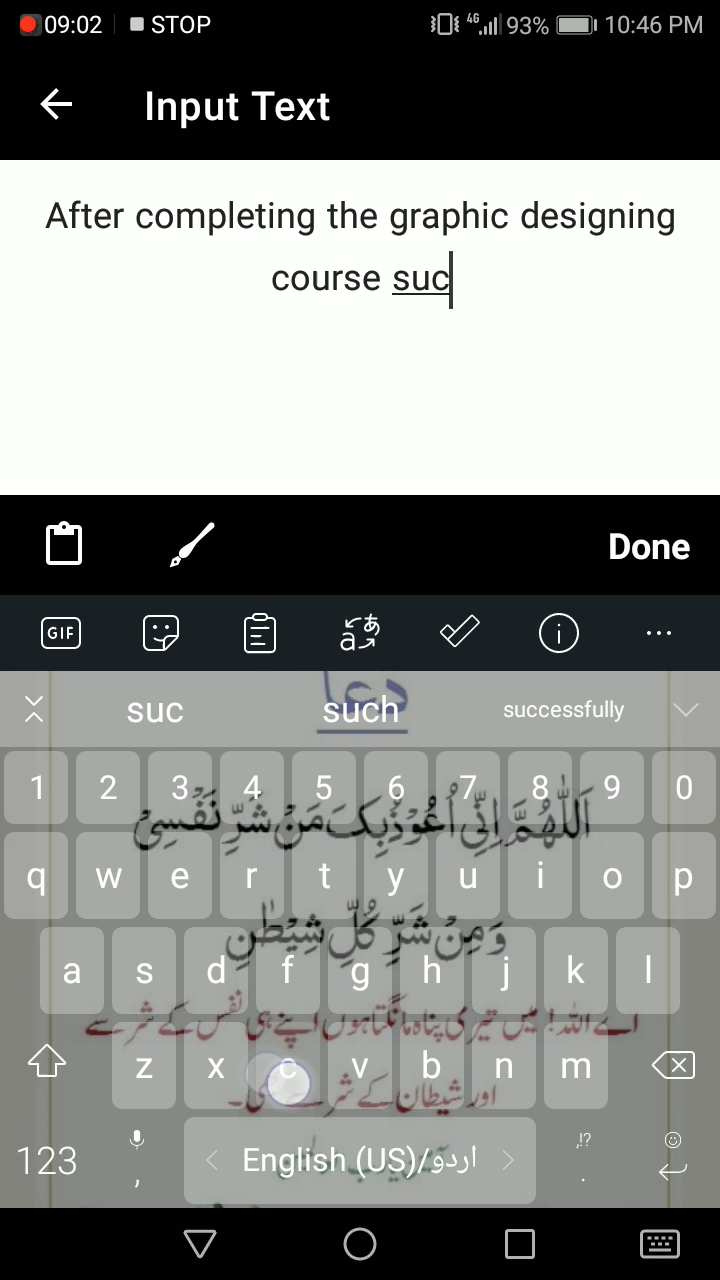 09:02
STOP
4G
93%
10:46 PM
Input Text
After completing the graphic designing
course suc
Done
GIF
suc
such
successfully
دعا
1 2 3 4 5 6 7 8 9 0
اَللّٰهُمَّ اِنِّیْ اُعُوْذُبِکَ مَنْ شَرِّ نَفْسِیْ
q w e r t y u i o p
وَمِنْ شَرِّ کُلِّ شِیْطٰنِ
a s d f g h j k l
اے اللہ! میں تیری پناہ مانگتا ہوں اپنے ہی نفس کے شر سے
z x c v b n m
اور شیطان کے شر سے بھی۔
123
,
English (US)/اردو
,!?
.